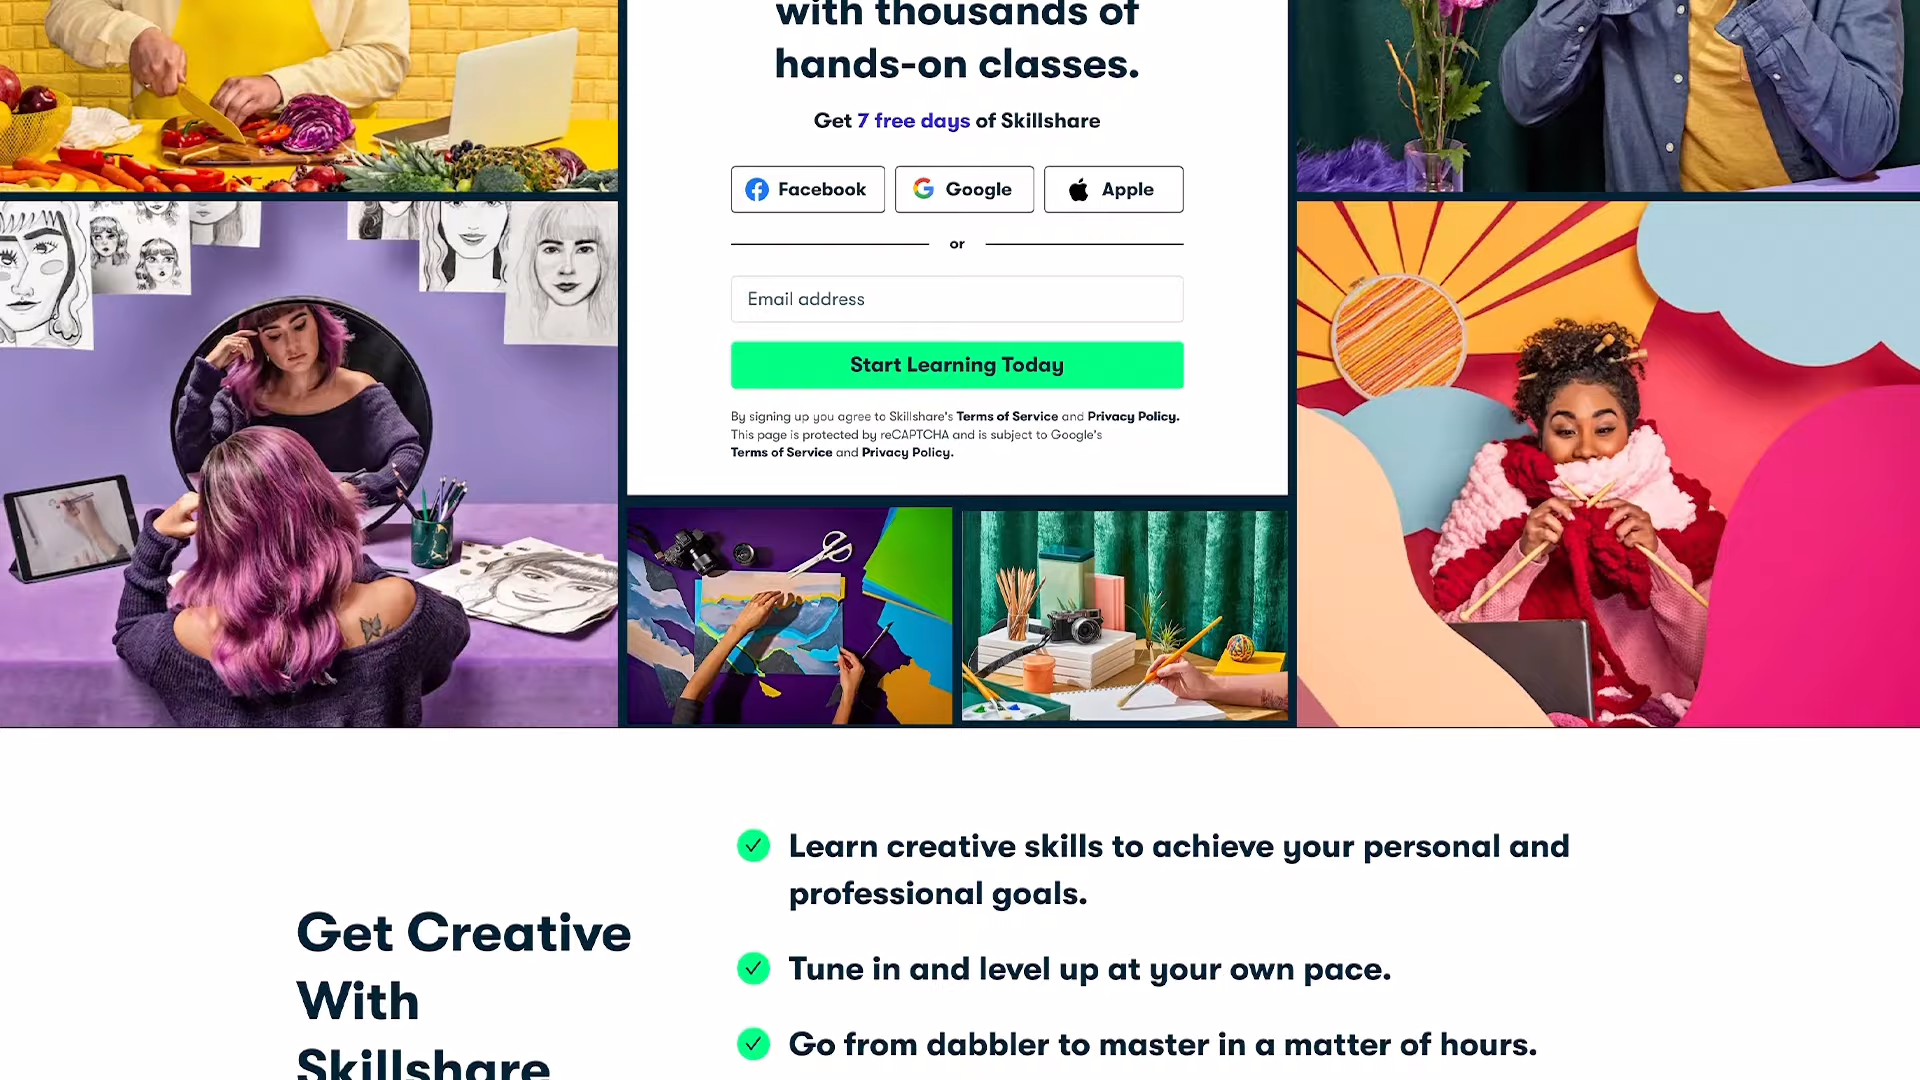 with thousands of
hands-on classes.
Get 7 free days of Skillshare
Facebook
Google
Apple
or
Email address
Start Learning Today
By signing up you agree to Skillshare's Terms of Service and Privacy Policy.
This page is protected by reCAPTCHA and is subject to Google's
Terms of Service and Privacy Policy.
Get Creative
With
Skillshare
Learn creative skills to achieve your personal and
professional goals.
Tune in and level up at your own pace.
Go from dabbler to master in a matter of hours.